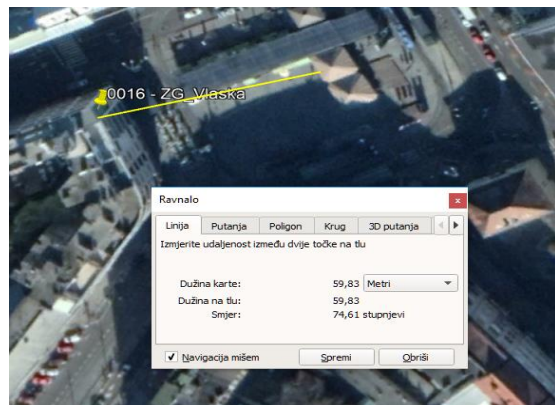 0016 - ZG_Vlaska
Ravnalo
Linija Putanja Poligon Krug 3D putanja
Izmjerite udaljenost između dvije točke na tlu
Dužina karte: 59,83 Metri
Dužina na tlu: 59,83
Smjer: 74,61 stupnjevi
Navigacija mišem Spremi Obriši